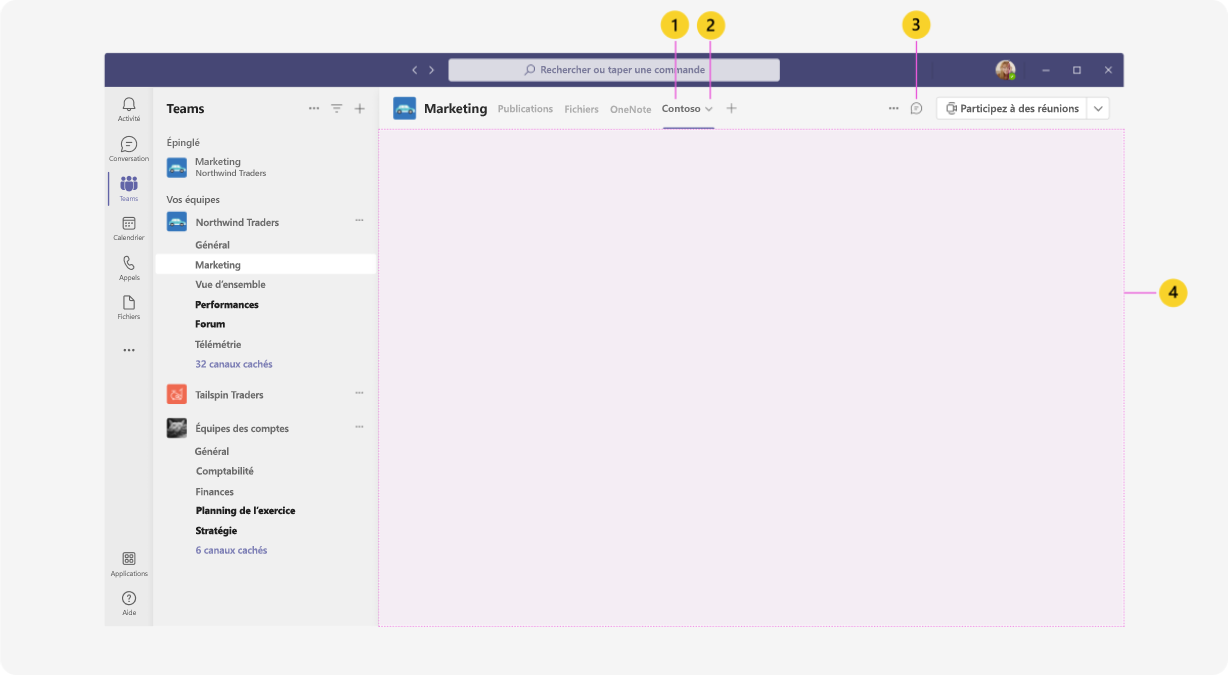 1
2
3
Rechercher ou taper une commande
Activité
Conversation
Teams
Calendrier
Appels
Fichiers
Applications
Aide
Teams
Épinglé
Marketing
Northwind Traders
Vos équipes
Northwind Traders
Général
Marketing
Vue d'ensemble
Performances
Forum
Télémétrie
32 canaux cachés
Tailspin Traders
Équipes des comptes
Général
Comptabilité
Finances
Planning de l'exercice
Stratégie
6 canaux cachés
Marketing Publications Fichiers OneNote Contoso
Participez à des réunions
4